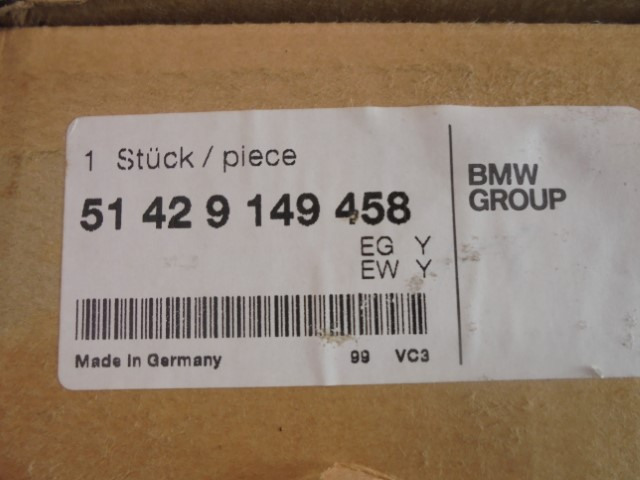 1 Stück / piece
51 42 9 149 458
EG Y
EW Y
Made in Germany 99 VC3
BMW
GROUP